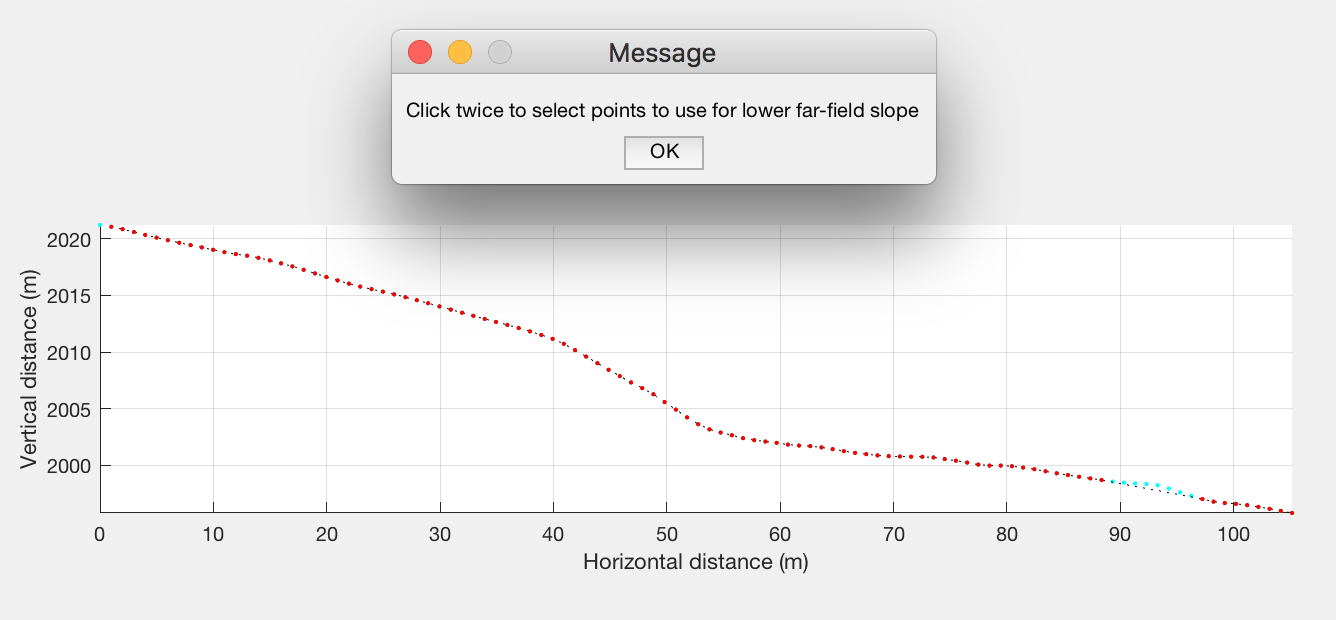 Message
Click twice to select points to use for lower far-field slope
OK
Vertical distance (m)
2020
2015
2010
2005
2000
0 10 20 30 40 50 60 70 80 90 100
Horizontal distance (m)